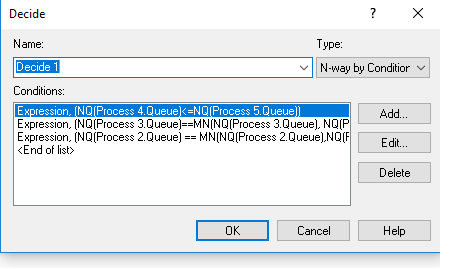 Decide
Name:
Type:
Decide 1
N-way by Condition
Conditions:
Expression, (NQ(Process 4.Queue)<=NQ(Process 5.Queue))
Add...
Expression, (NQ(Process 3.Queue)==MN(NQ(Process 3.Queue), NQ(P
Expression, (NQ(Process 2.Queue) == MN(NQ(Process 2.Queue),NQ(F
Edit...
<End of list>
Delete
OK
Cancel
Help